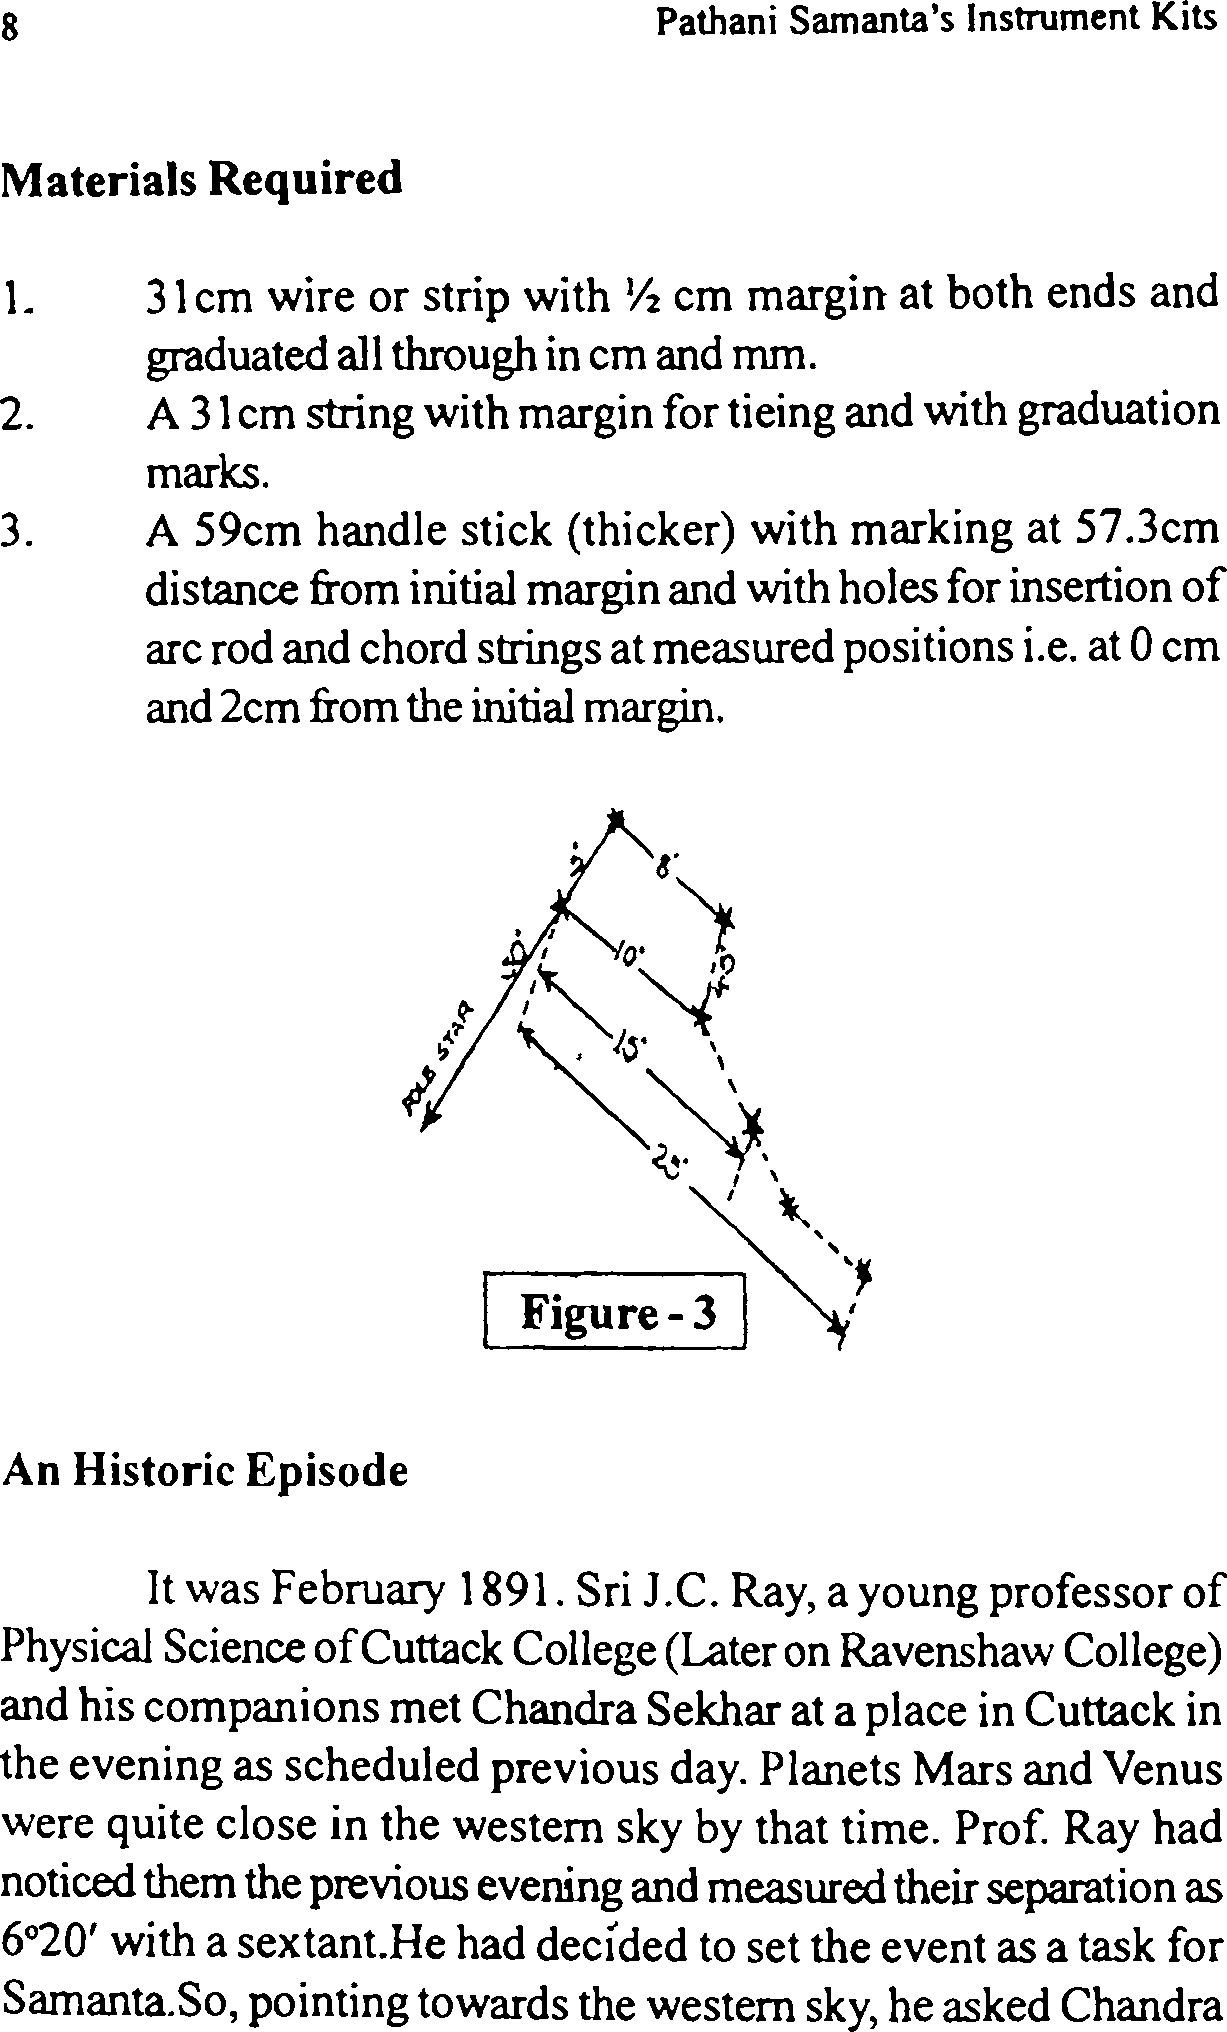 8 Pathani Samanta's Instrument Kits
Materials Required
1. 31cm wire or strip with ½ cm margin at both ends and
graduated all through in cm and mm.
2. A 31cm string with margin for tieing and with graduation
marks.
3. A 59cm handle stick (thicker) with marking at 57.3cm
distance from initial margin and with holes for insertion of
arc rod and chord strings at measured positions i.e. at 0 cm
and 2cm from the initial margin.
8°
10°
15°
POLE STAR
25°
Figure - 3
An Historic Episode
It was February 1891. Sri J.C. Ray, a young professor of
Physical Science of Cuttack College (Later on Ravenshaw College)
and his companions met Chandra Sekhar at a place in Cuttack in
the evening as scheduled previous day. Planets Mars and Venus
were quite close in the western sky by that time. Prof. Ray had
noticed them the previous evening and measured their separation as
6°20′ with a sextant.He had decided to set the event as a task for
Samanta.So, pointing towards the western sky, he asked Chandra